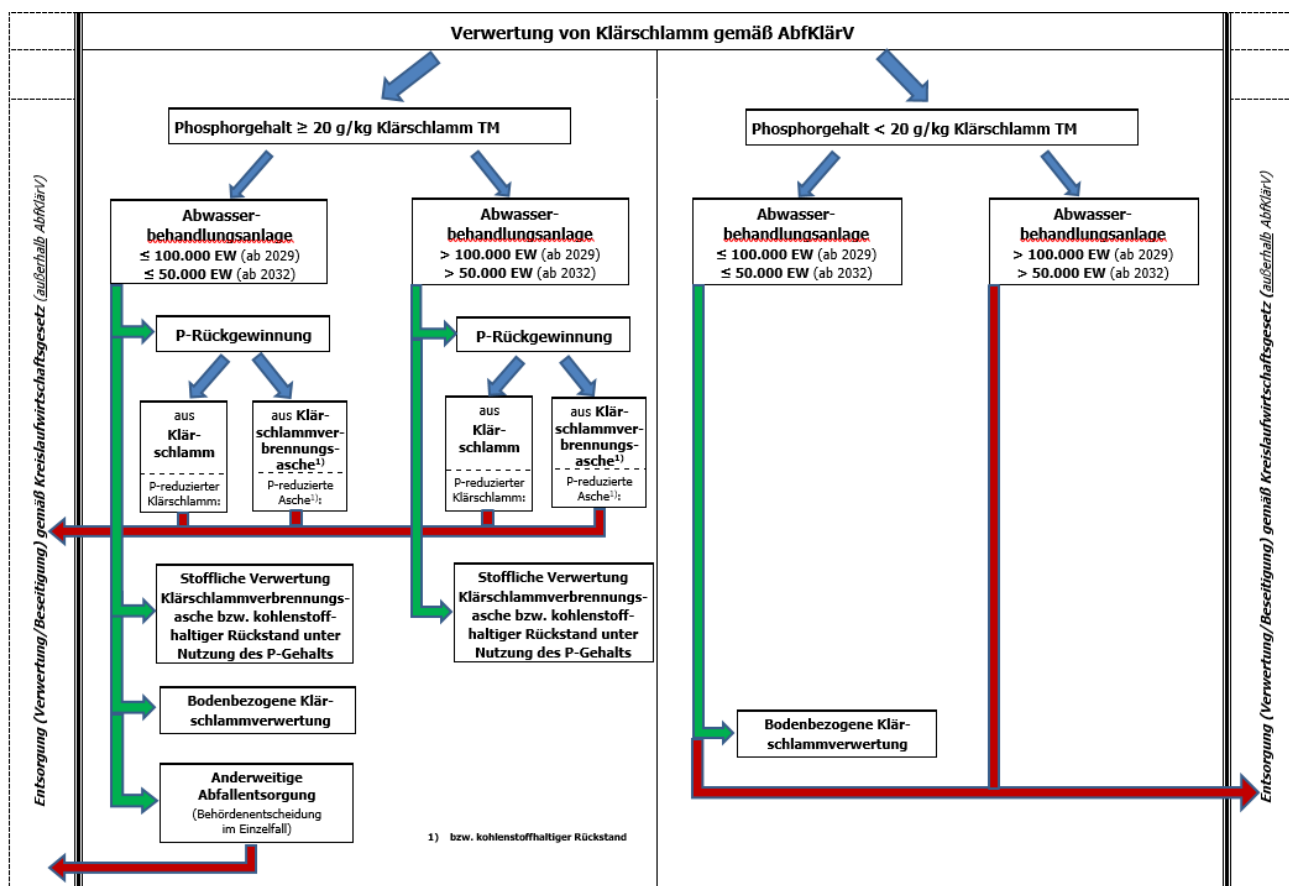 Verwertung von Klärschlamm gemäß AbfKlärV
Entsorgung (Verwertung/Beseitigung) gemäß Kreislaufwirtschaftsgesetz (außerhalb AbfKlärV)
Phosphorgehalt ≥ 20 g/kg Klärschlamm TM
Abwasser-
behandlungsanlage
≤ 100.000 EW (ab 2029)
≤ 50.000 EW (ab 2032)
P-Rückgewinnung
aus
Klär-
schlamm
P-reduzierter
Klärschlamm:
aus Klär-
schlammver-
brennungs-
asche1)
P-reduzierte
Asche1):
Stoffliche Verwertung
Klärschlammverbrennungs-
asche bzw. kohlenstoff-
haltiger Rückstand unter
Nutzung des P-Gehalts
Bodenbezogene Klär-
schlammverwertung
Anderweitige
Abfallentsorgung
(Behördenentscheidung
im Einzelfall)
Abwasser-
behandlungsanlage
> 100.000 EW (ab 2029)
> 50.000 EW (ab 2032)
P-Rückgewinnung
aus
Klär-
schlamm
P-reduzierter
Klärschlamm:
aus Klär-
schlammver-
brennungs-
asche1)
P-reduzierte
Asche1):
Stoffliche Verwertung
Klärschlammverbrennungs-
asche bzw. kohlenstoff-
haltiger Rückstand unter
Nutzung des P-Gehalts
1) bzw. kohlenstoffhaltiger Rückstand
Phosphorgehalt < 20 g/kg Klärschlamm TM
Abwasser-
behandlungsanlage
≤ 100.000 EW (ab 2029)
≤ 50.000 EW (ab 2032)
Bodenbezogene Klär-
schlammverwertung
Abwasser-
behandlungsanlage
> 100.000 EW (ab 2029)
> 50.000 EW (ab 2032)
Entsorgung (Verwertung/Beseitigung) gemäß Kreislaufwirtschaftsgesetz (außerhalb AbfKlärV)